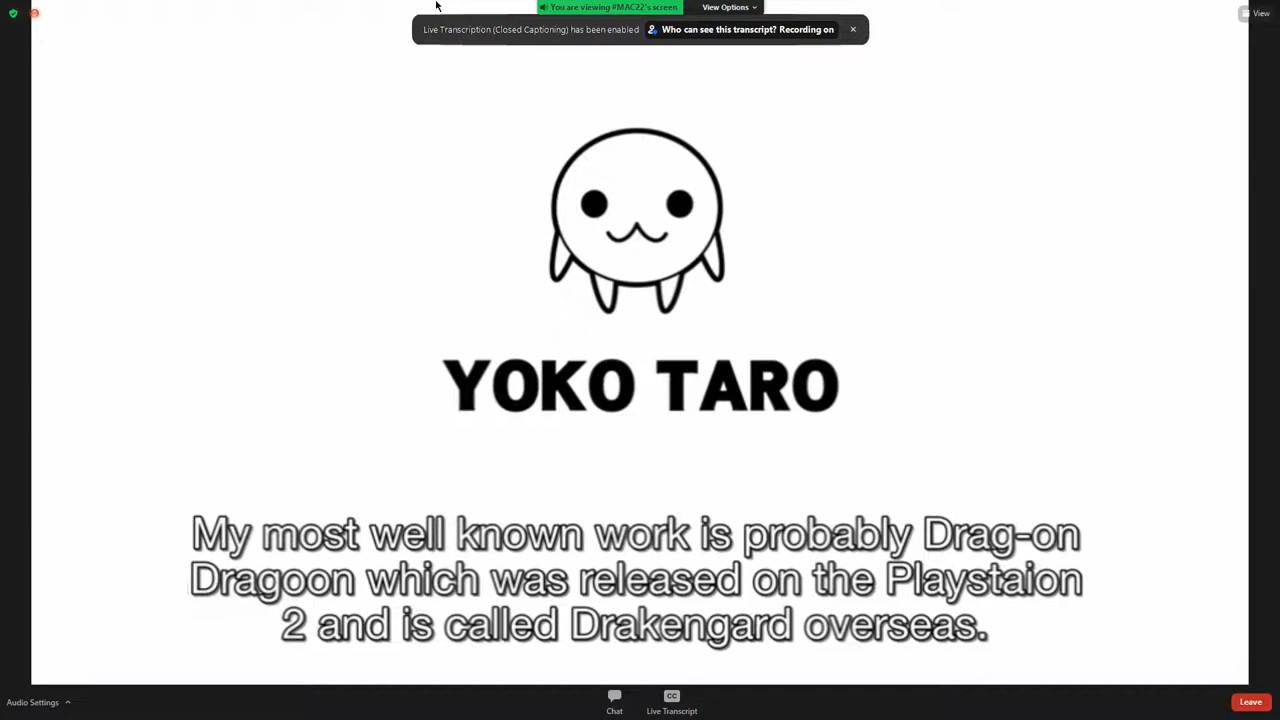 You are viewing #MAC22's screen
View Options
View
Live Transcription (Closed Captioning) has been enabled
Who can see this transcript? Recording on
YOKO TARO
My most well known work is probably Drag-on
Dragoon which was released on the Playstaion
2 and is called Drakengard overseas.
Audio Settings
CC
Chat
Live Transcript
Leave